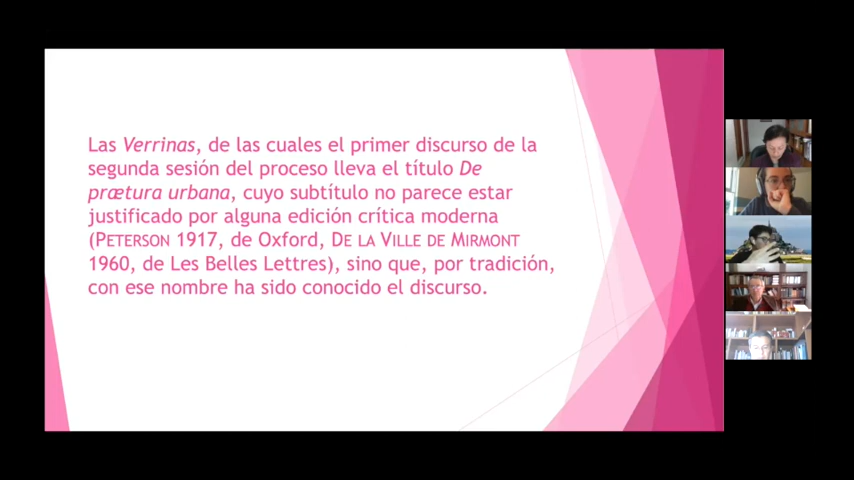 Las Verrinas, de las cuales el primer discurso de la
segunda sesión del proceso lleva el título De
prætura urbana, cuyo subtítulo no parece estar
justificado por alguna edición crítica moderna
(PETERSON 1917, de Oxford, DE LA VILLE DE MIRMONT
1960, de Les Belles Lettres), sino que, por tradición,
con ese nombre ha sido conocido el discurso.